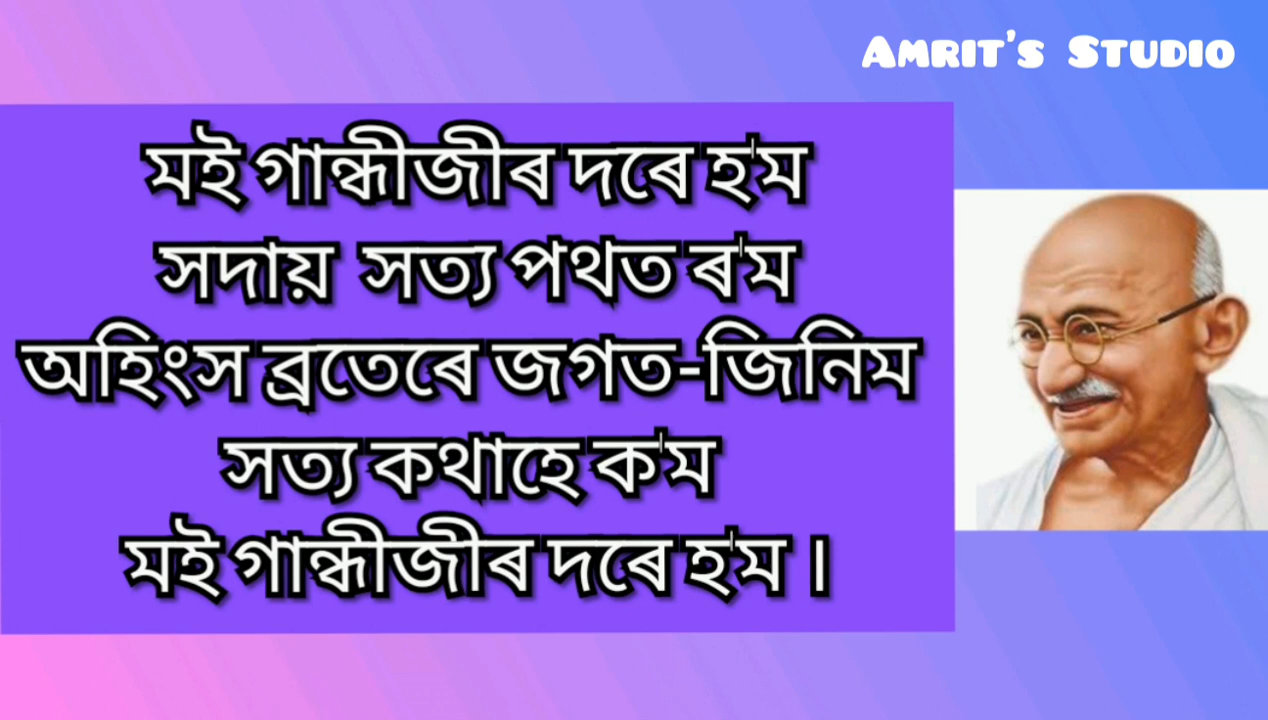 AMRIT'S STUDIO
মই গান্ধীজীৰ দৰে হ'ম
সদায় সত্য পথত ৰ'ম
অহিংস ব্ৰতেৰে জগত-জিনিম
সত্য কথাহে ক'ম
মই গান্ধীজীৰ দৰে হ'ম ।